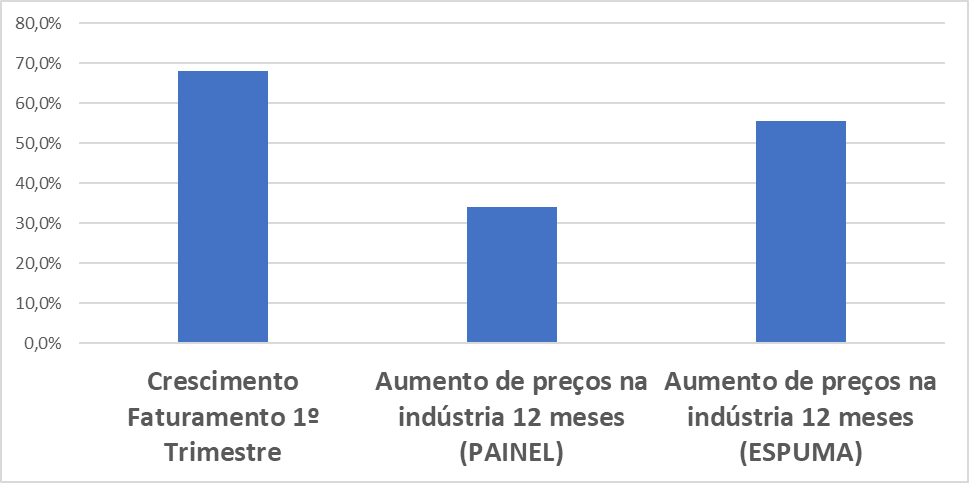 80,0%
70,0%
60,0%
50,0%
40,0%
30,0%
20,0%
10,0%
0,0%
Crescimento
Faturamento 1º
Trimestre
Aumento de preços na
indústria 12 meses
(PAINEL)
Aumento de preços na
indústria 12 meses
(ESPUMA)